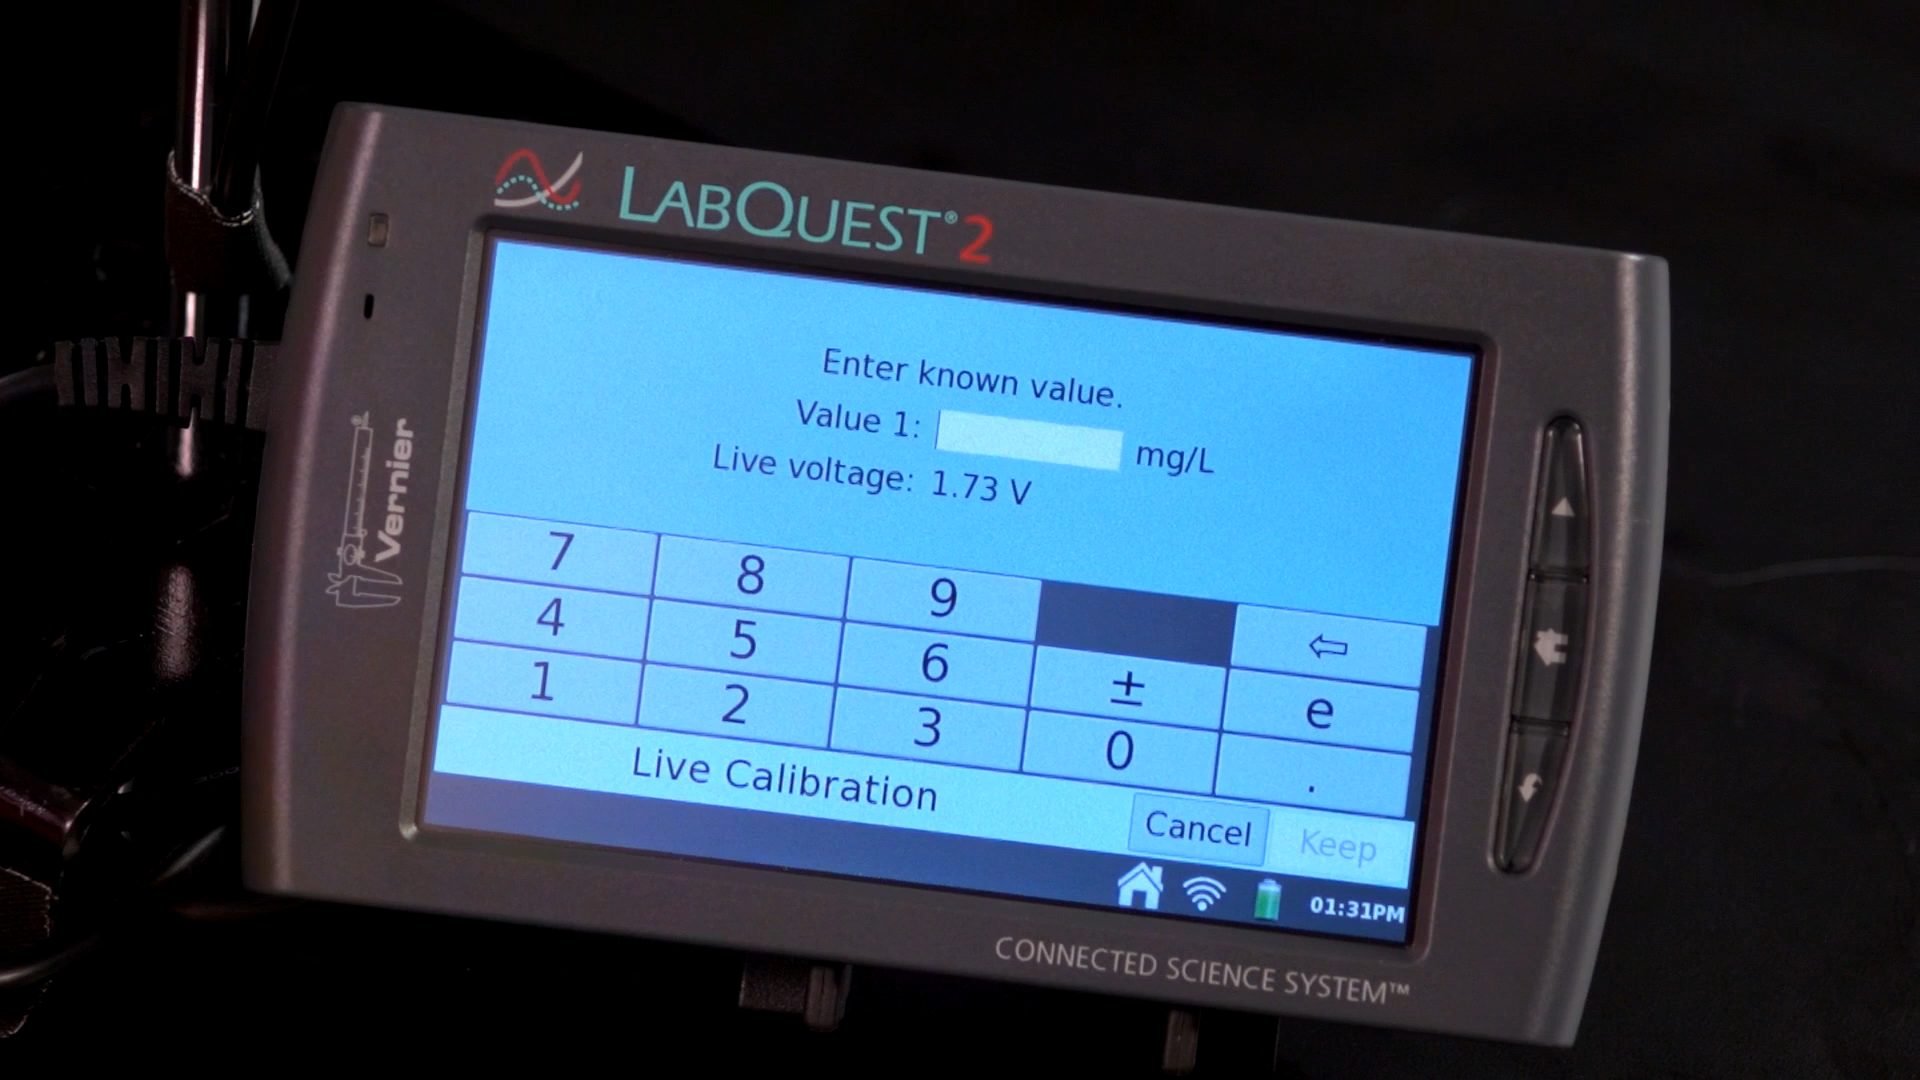 LABQUEST® 2
Enter known value.
Value 1: mg/L
Live voltage: 1.73 V
7 8 9 ⇦
4 5 6 ± e
1 2 3 0 .
Live Calibration
Cancel Keep
01:31PM
Vernier
CONNECTED SCIENCE SYSTEM™